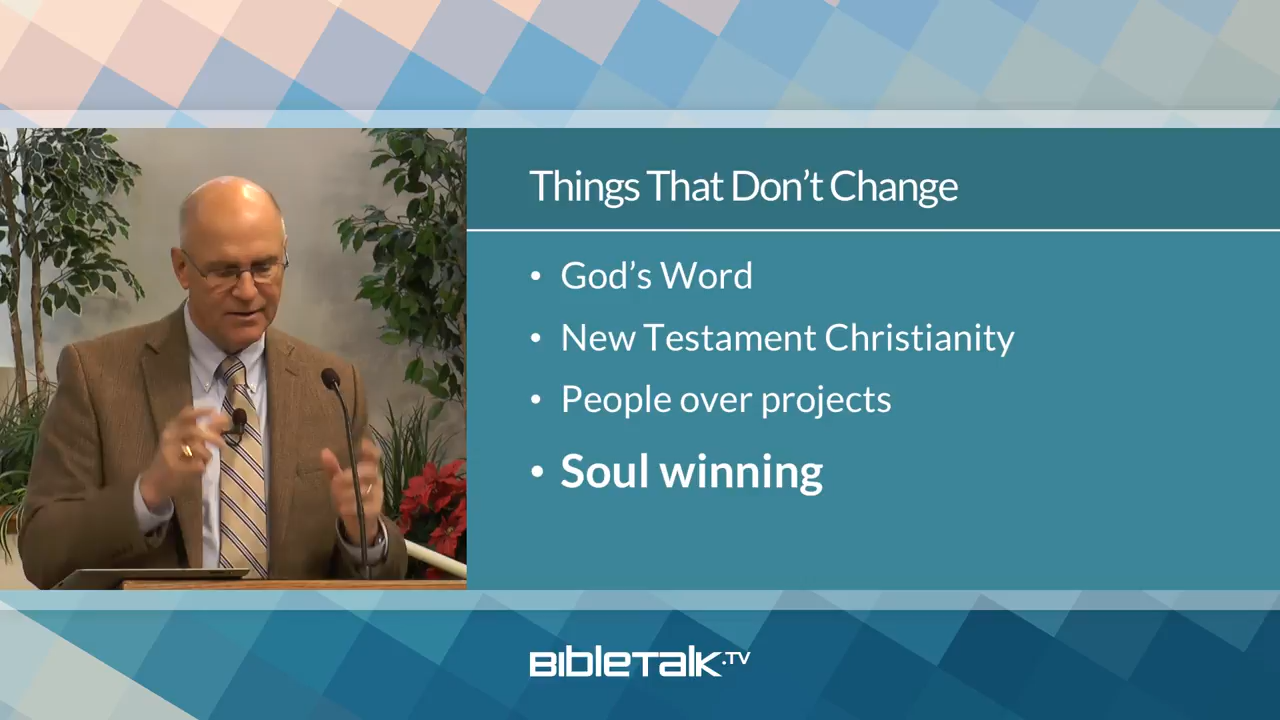 Things That Don’t Change
• God’s Word
• New Testament Christianity
• People over projects
• Soul winning
BIBLETALK.TV